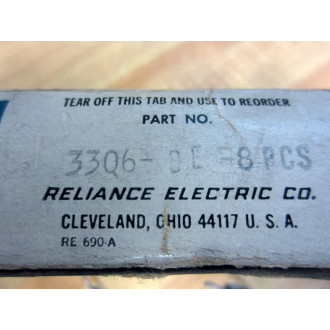 TEAR OFF THIS TAB AND USE TO REORDER
PART NO.
33Q6- 8PCS
RELIANCE ELECTRIC CO.
CLEVELAND, OHIO 44117 U. S. A.
RE 690-A